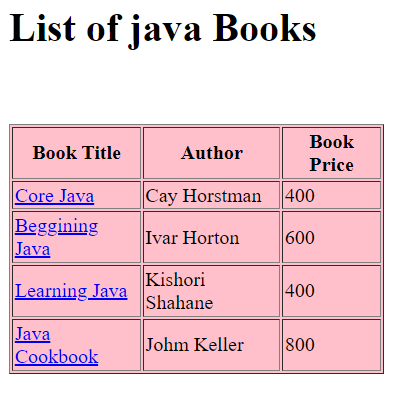 List of java Books
Book Title Author Book
Price
Core Java Cay Horstman 400
Beggining
Java Ivar Horton 600
Learning Java Kishori
Shahane 400
Java
Cookbook Johm Keller 800